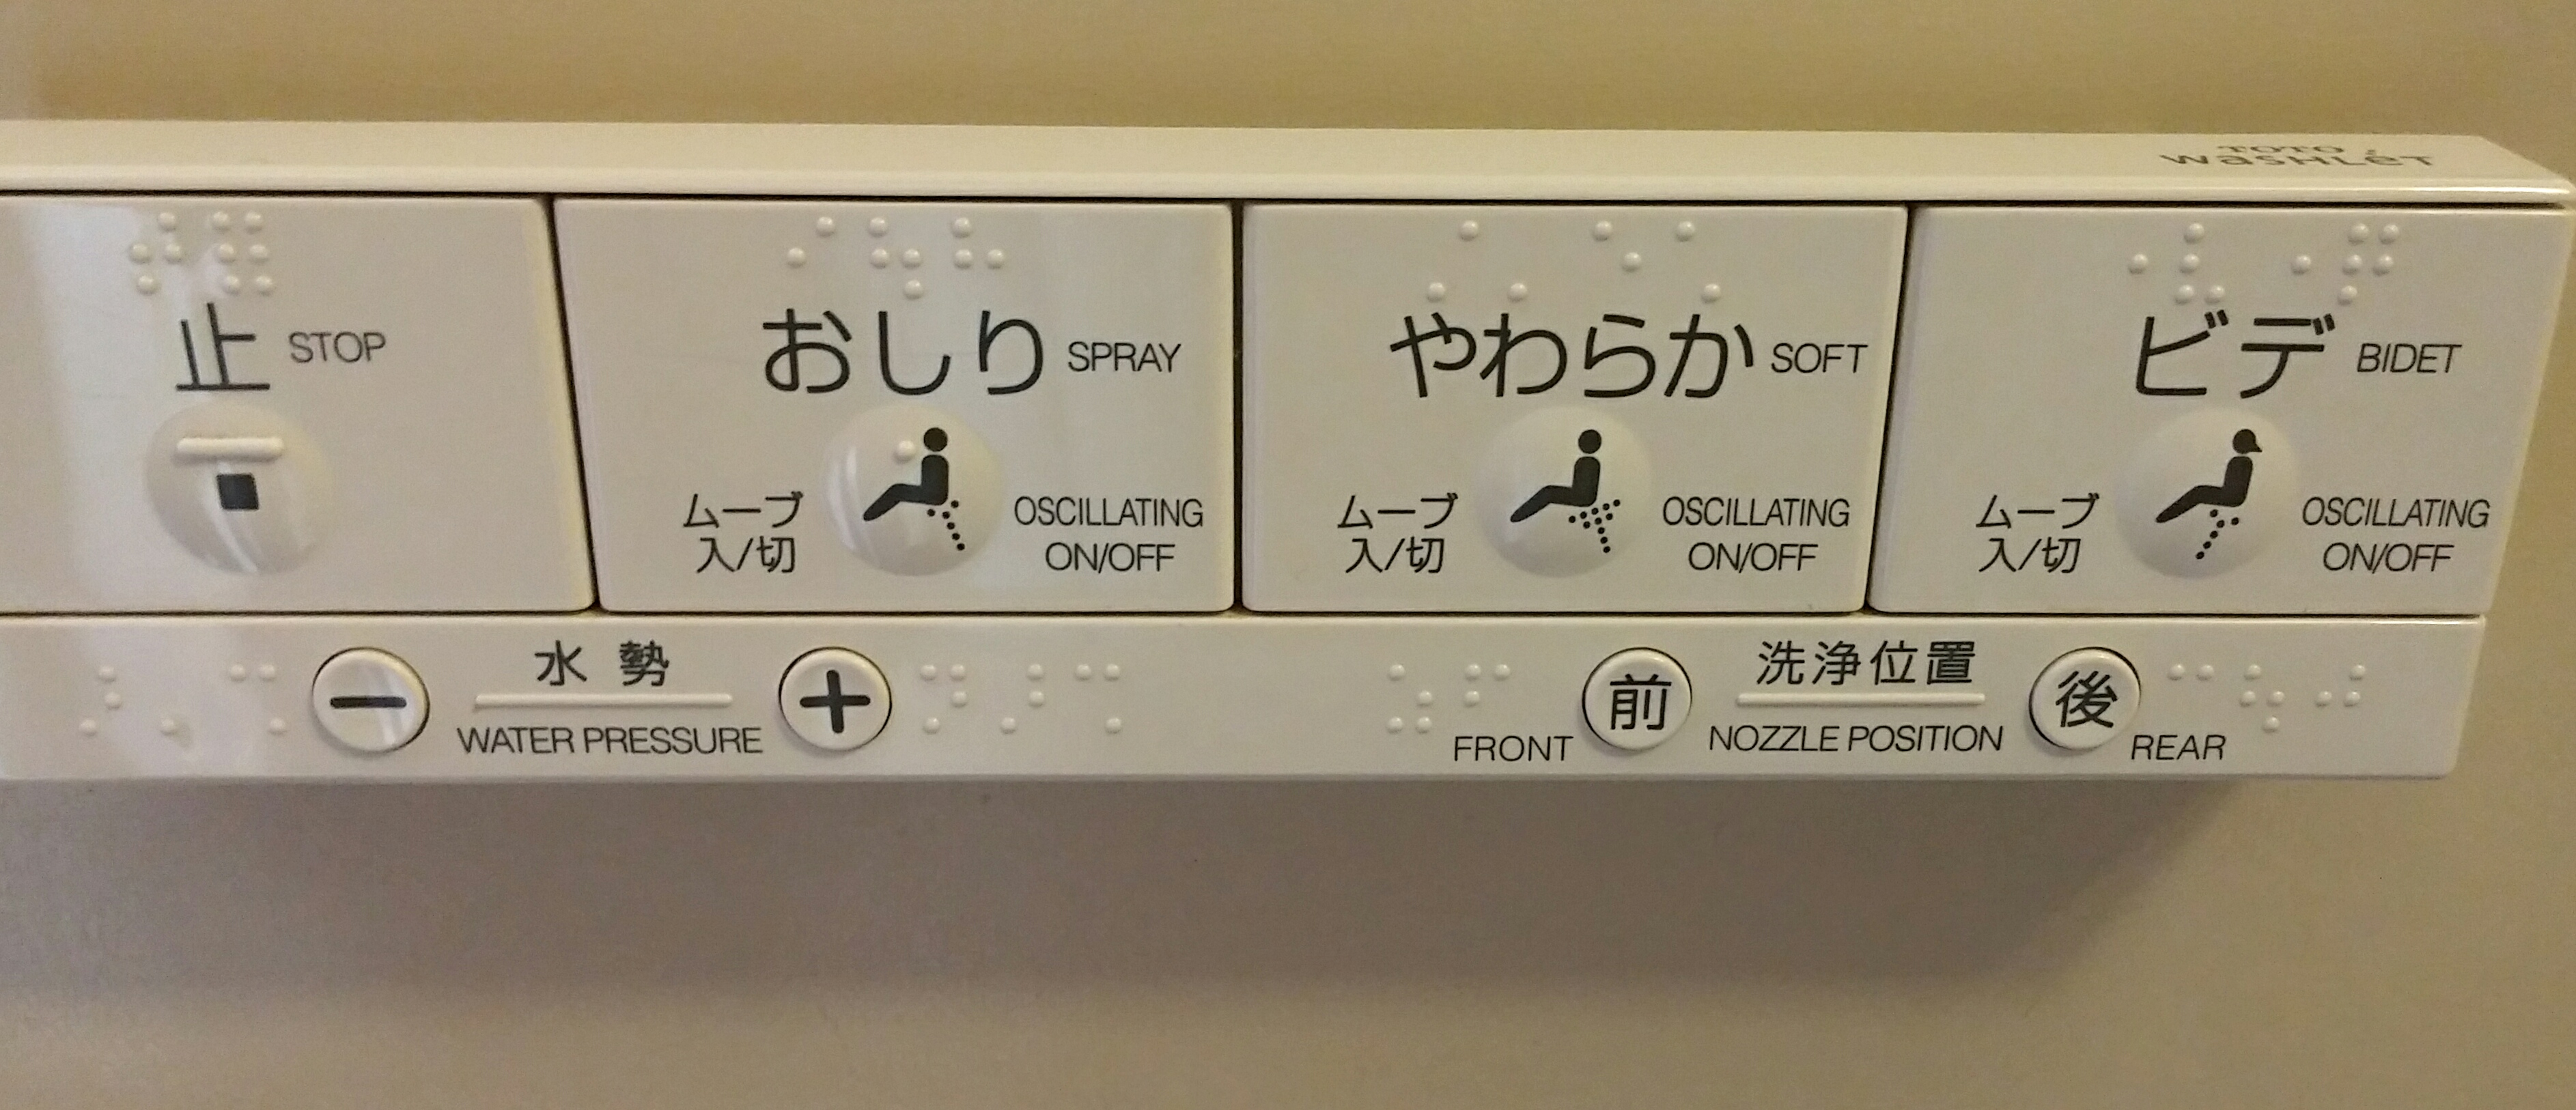 TOTO
WASHLET
止 STOP
おしり SPRAY
ムーブ
入/切
OSCILLATING
ON/OFF
やわらか SOFT
ムーブ
入/切
OSCILLATING
ON/OFF
ビデ BIDET
ムーブ
入/切
OSCILLATING
ON/OFF
− 水勢 +
WATER PRESSURE
FRONT 前 洗浄位置 後 REAR
NOZZLE POSITION